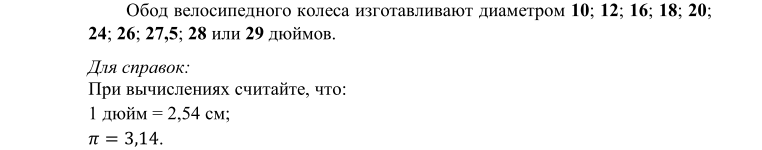 Обод велосипедного колеса изготавливают диаметром 10; 12; 16; 18; 20;
24; 26; 27,5; 28 или 29 дюймов.
Для справок:
При вычислениях считайте, что:
1 дюйм = 2,54 см;
π = 3,14.